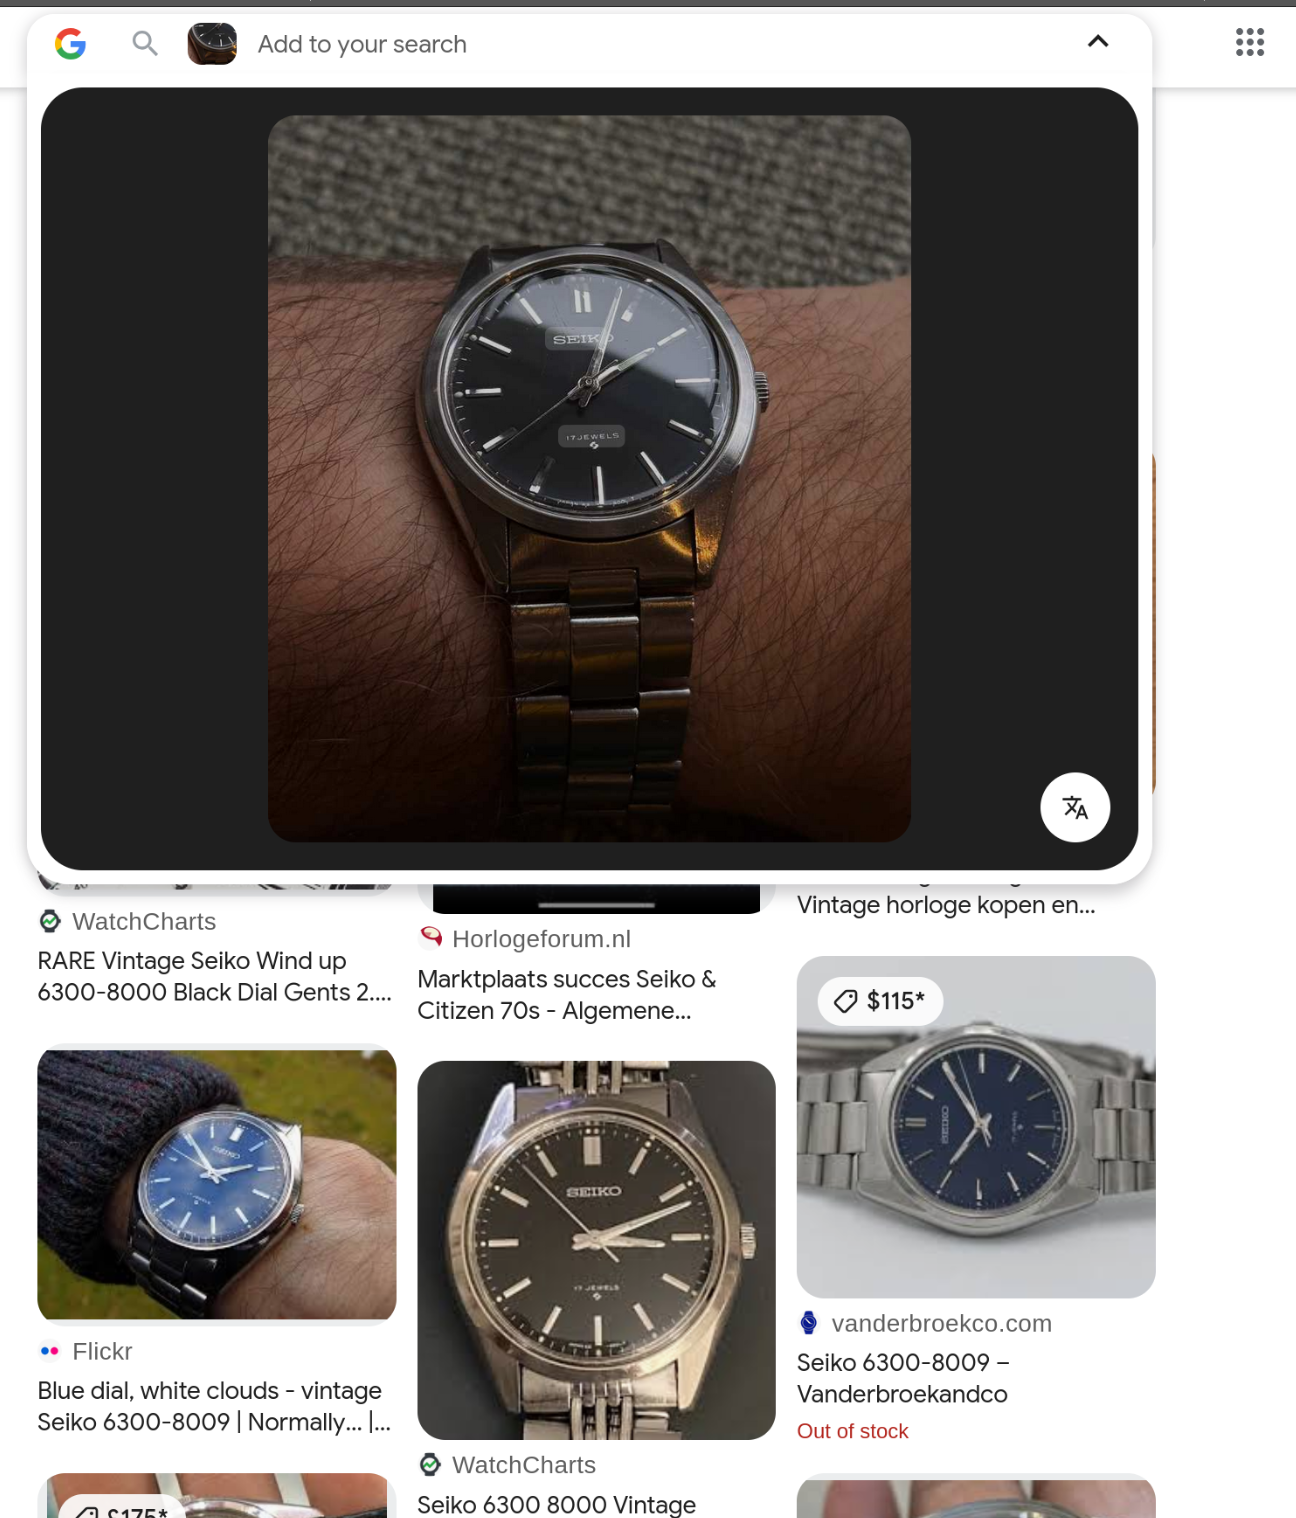 Add to your search
SEIKO
17 JEWELS
WatchCharts
RARE Vintage Seiko Wind up
6300-8000 Black Dial Gents 2....
Flickr
Blue dial, white clouds - vintage
Seiko 6300-8009 | Normally... |...
$175*
Horlogeforum.nl
Marktplaats succes Seiko &
Citizen 70s - Algemene...
SEIKO
17 JEWELS
WatchCharts
Seiko 6300 8000 Vintage
Vintage horloge kopen en...
$115*
SEIKO
vanderbroekco.com
Seiko 6300-8009 –
Vanderbroekandco
Out of stock